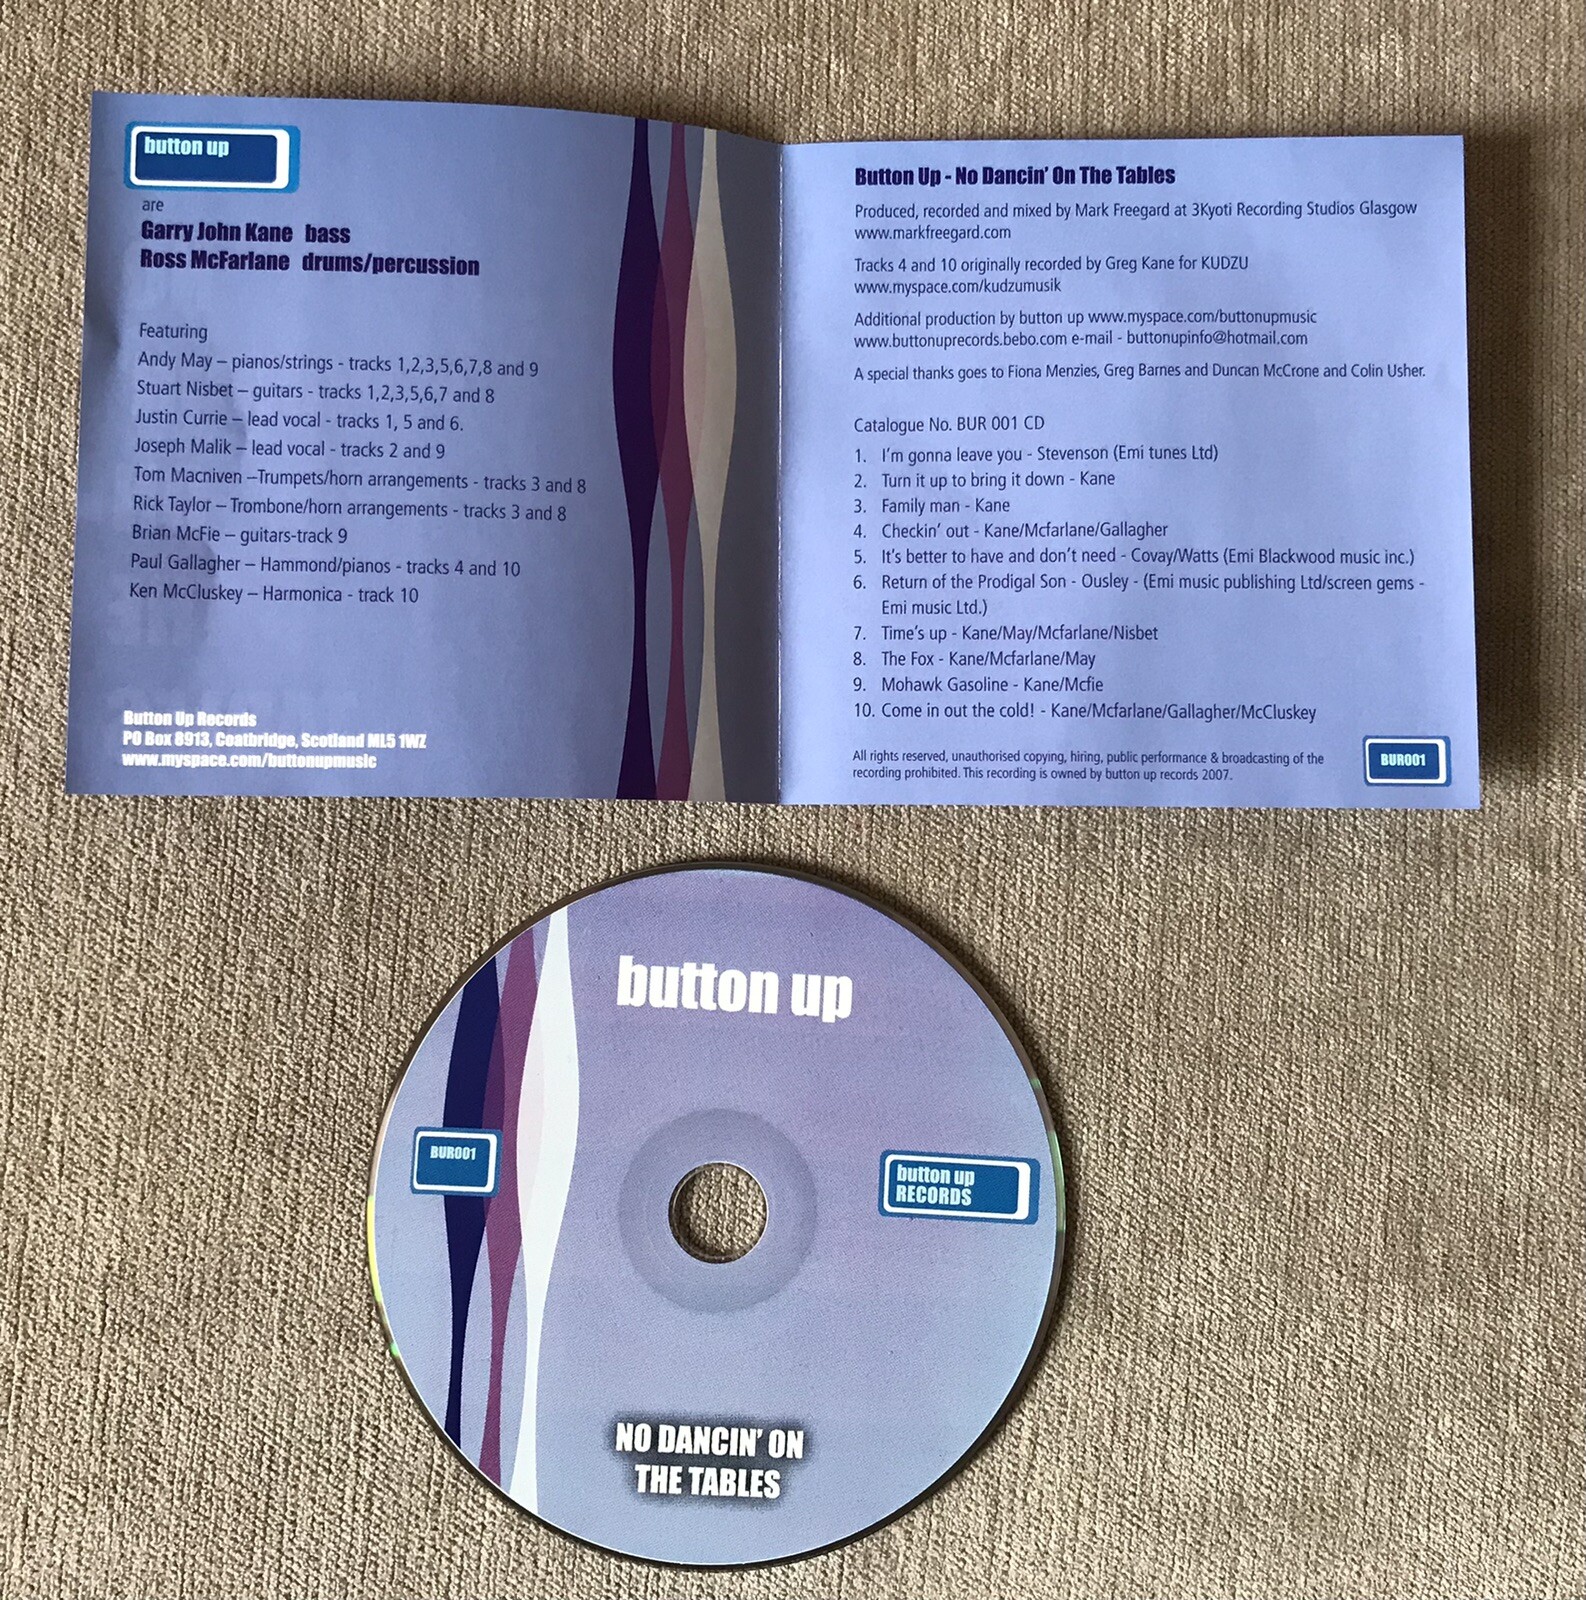 button up
are
Garry John Kane bass
Ross McFarlane drums/percussion
Featuring
Andy May – pianos/strings - tracks 1,2,3,5,6,7,8 and 9
Stuart Nisbet – guitars - tracks 1,2,3,5,6,7 and 8
Justin Currie – lead vocal - tracks 1, 5 and 6.
Joseph Malik – lead vocal - tracks 2 and 9
Tom Macniven –Trumpets/horn arrangements - tracks 3 and 8
Rick Taylor – Trombone/horn arrangements - tracks 3 and 8
Brian McFie – guitars-track 9
Paul Gallagher – Hammond/pianos - tracks 4 and 10
Ken McCluskey – Harmonica - track 10
Button Up Records
PO Box 8913, Coatbridge, Scotland ML5 1WZ
www.myspace.com/buttonupmusic
Button Up - No Dancin' On The Tables
Produced, recorded and mixed by Mark Freegard at 3Kyoti Recording Studios Glasgow
www.markfreegard.com
Tracks 4 and 10 originally recorded by Greg Kane for KUDZU
www.myspace.com/kudzumusik
Additional production by button up www.myspace.com/buttonupmusic
www.buttonuprecords.bebo.com e-mail - buttonupinfo@hotmail.com
A special thanks goes to Fiona Menzies, Greg Barnes and Duncan McCrone and Colin Usher.
Catalogue No. BUR 001 CD
1. I'm gonna leave you - Stevenson (Emi tunes Ltd)
2. Turn it up to bring it down - Kane
3. Family man - Kane
4. Checkin' out - Kane/Mcfarlane/Gallagher
5. It's better to have and don't need - Covay/Watts (Emi Blackwood music inc.)
6. Return of the Prodigal Son - Ousley - (Emi music publishing Ltd/screen gems -
Emi music Ltd.)
7. Time's up - Kane/May/Mcfarlane/Nisbet
8. The Fox - Kane/Mcfarlane/May
9. Mohawk Gasoline - Kane/Mcfie
10. Come in out the cold! - Kane/Mcfarlane/Gallagher/McCluskey
All rights reserved, unauthorised copying, hiring, public performance & broadcasting of the
recording prohibited. This recording is owned by button up records 2007.
BUR001
button up
BUR001
button up
RECORDS
NO DANCIN' ON
THE TABLES